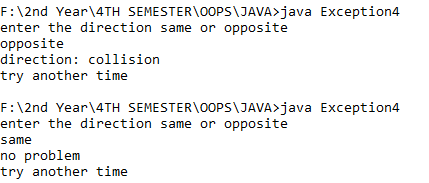 F:\2nd Year\4TH SEMESTER\OOPS\JAVA>java Exception4
enter the direction same or opposite
opposite
direction: collision
try another time
F:\2nd Year\4TH SEMESTER\OOPS\JAVA>java Exception4
enter the direction same or opposite
same
no problem
try another time